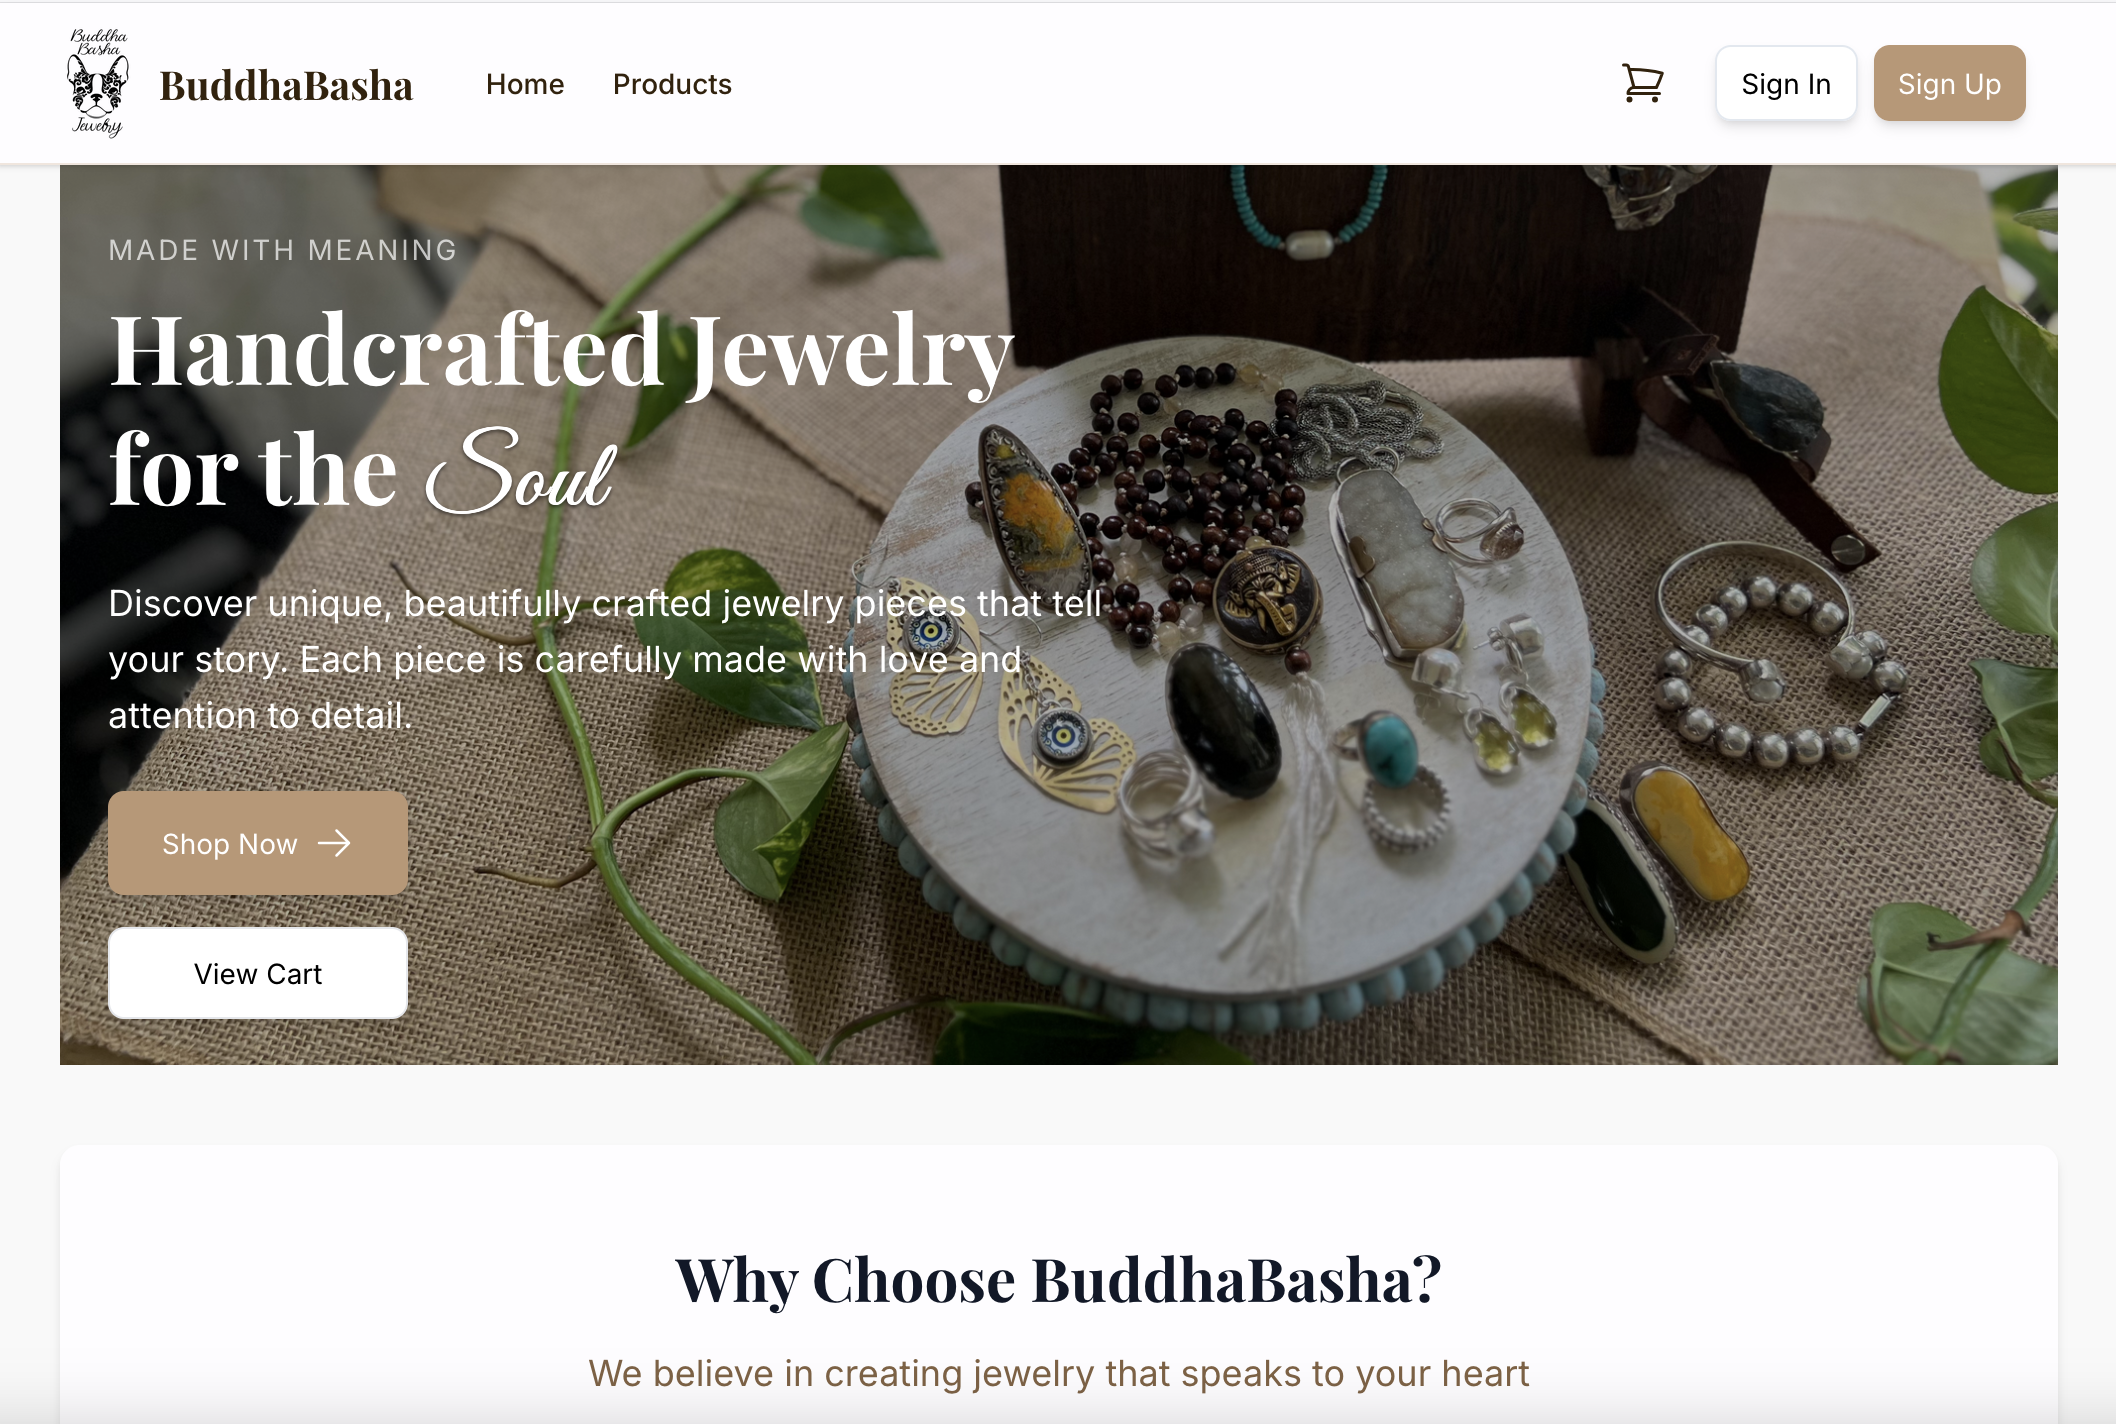 Buddha
Basha
Jewelry
BuddhaBasha
Home
Products
Sign In
Sign Up
MADE WITH MEANING
Handcrafted Jewelry
for the Soul
Discover unique, beautifully crafted jewelry pieces that tell
your story. Each piece is carefully made with love and
attention to detail.
Shop Now →
View Cart
Why Choose BuddhaBasha?
We believe in creating jewelry that speaks to your heart